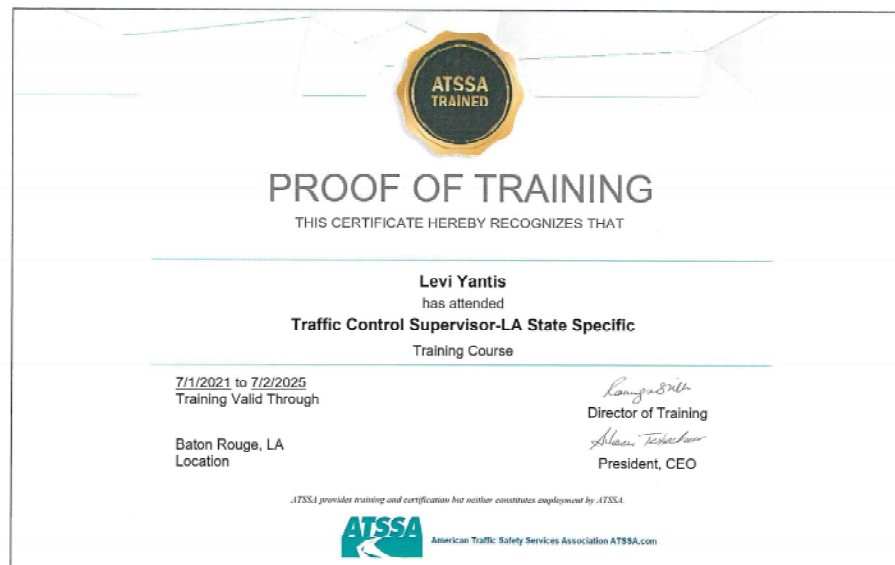 ATSSA
TRAINED
PROOF OF TRAINING
THIS CERTIFICATE HEREBY RECOGNIZES THAT
Levi Yantis
has attended
Traffic Control Supervisor-LA State Specific
Training Course
7/1/2021 to 7/2/2025
Training Valid Through
Director of Training
Baton Rouge, LA
Location
President, CEO
ATSSA provides training and certification but neither constitutes employment by ATSSA.
ATSSA
American Traffic Safety Services Association ATSSA.com